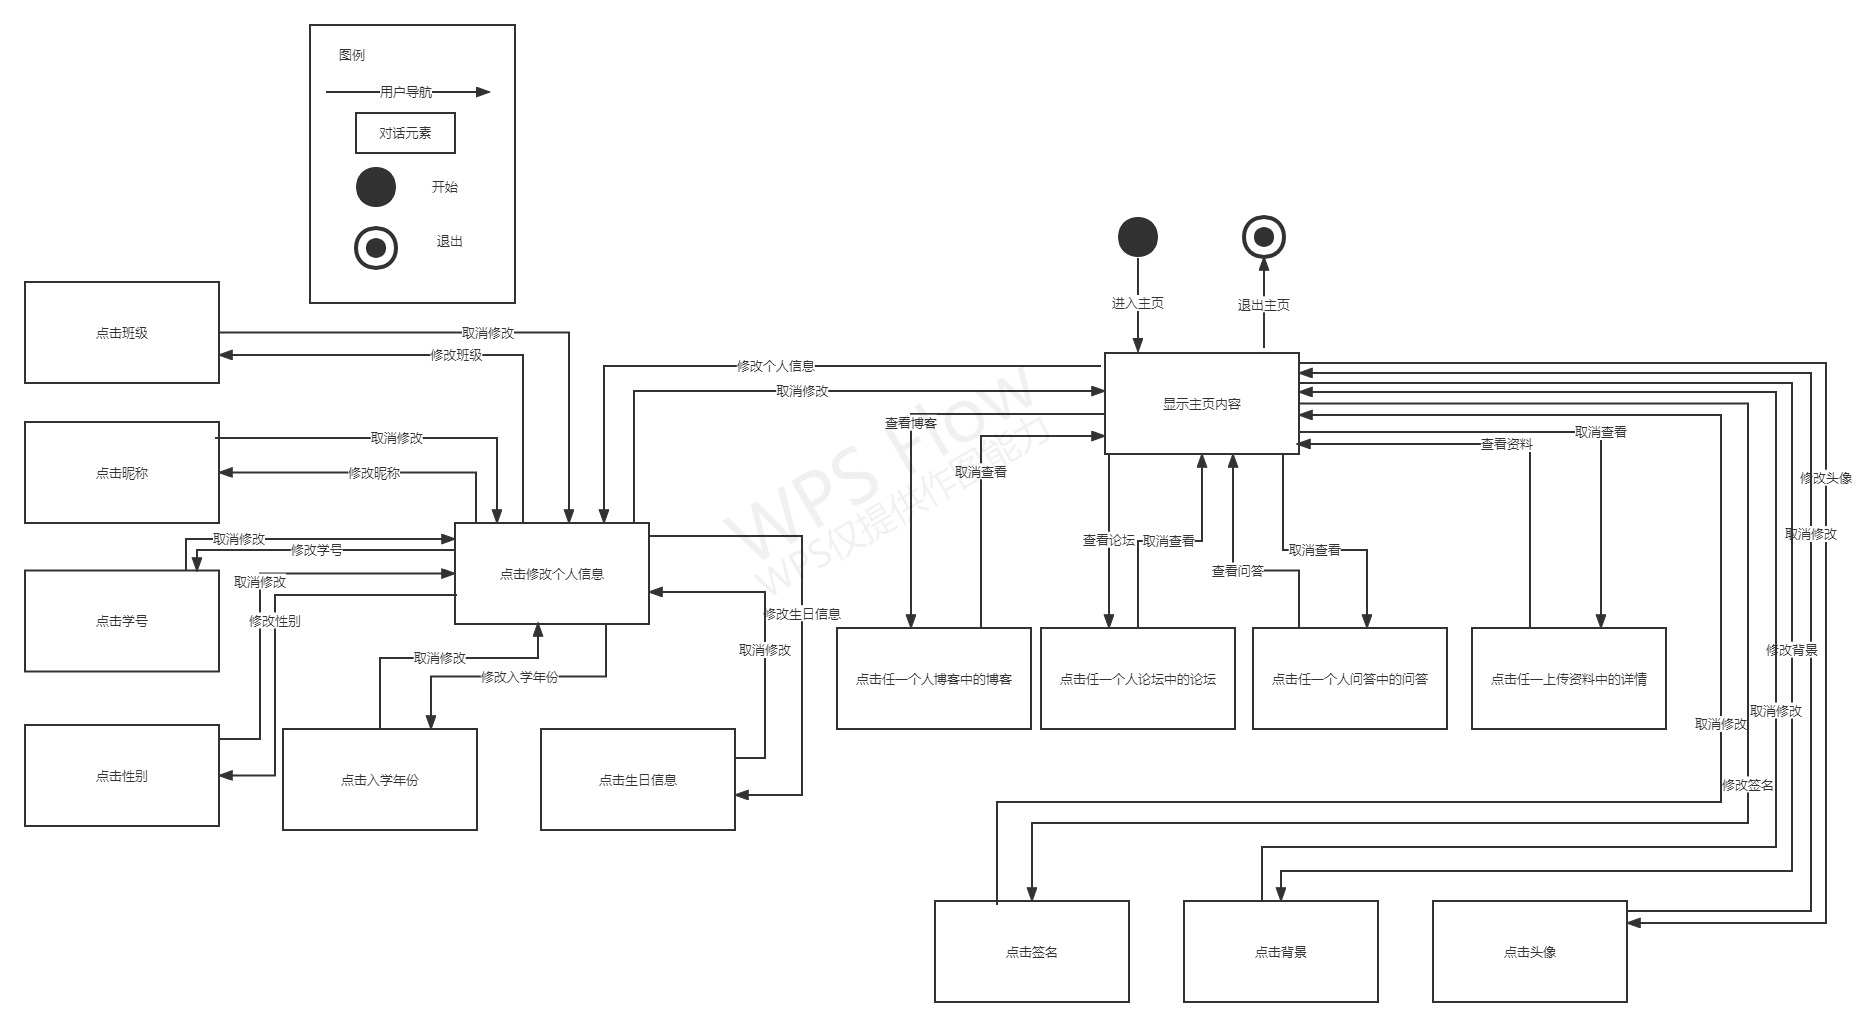 图例
用户导航
对话元素
开始
退出
进入主页
退出主页
点击班级
取消修改
修改班级
修改个人信息
取消修改
显示主页内容
查看博客
取消查看
查看资料
取消查看
取消修改
点击昵称
修改昵称
修改头像
取消修改
修改学号
取消修改
查看论坛
取消查看
取消查看
查看问答
取消修改
点击修改个人信息
取消修改
修改性别
点击学号
修改生日信息
取消修改
取消修改
修改入学年份
修改背景
点击任一个人博客中的博客
点击任一个人论坛中的论坛
点击任一个人问答中的问答
点击任一上传资料中的详情
取消修改
取消修改
点击性别
点击入学年份
点击生日信息
修改签名
点击签名
点击背景
点击头像
WPS Flow
WPS仅提供作图能力